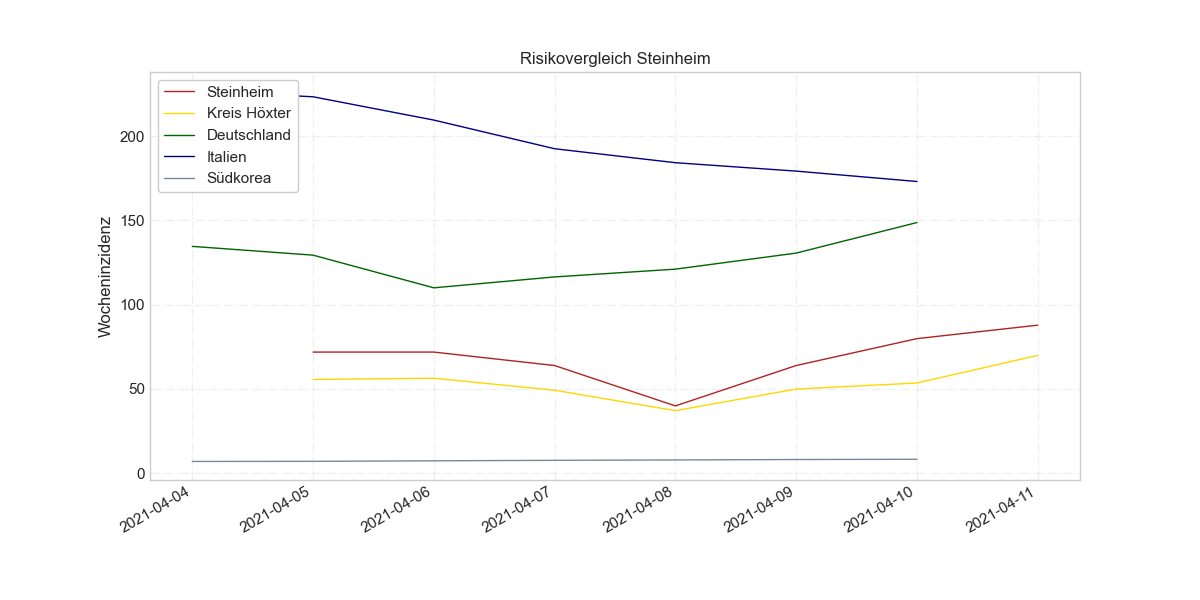 Risikovergleich Steinheim
Steinheim
Kreis Höxter
Deutschland
Italien
Südkorea
Wocheninzidenz
200
150
100
50
0
2021-04-04
2021-04-05
2021-04-06
2021-04-07
2021-04-08
2021-04-09
2021-04-10
2021-04-11